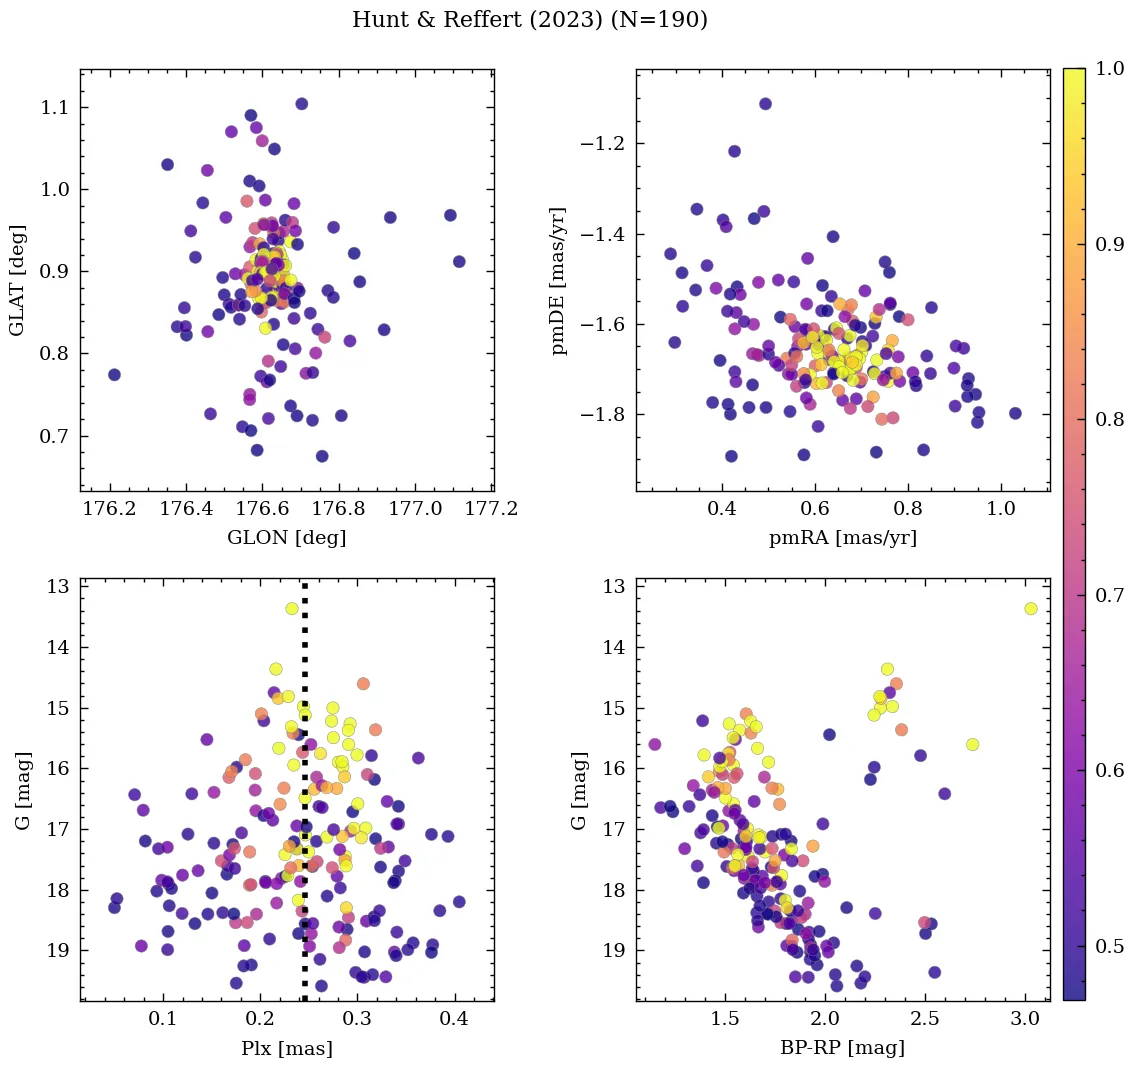 Hunt & Reffert (2023) (N=190)
1.1
1.0
0.9
0.8
0.7
GLAT [deg]
176.2 176.4 176.6 176.8 177.0 177.2
GLON [deg]
−1.2
−1.4
−1.6
−1.8
pmDE [mas/yr]
0.4 0.6 0.8 1.0
pmRA [mas/yr]
1.0
0.9
0.8
0.7
0.6
0.5
13
14
15
16
17
18
19
G [mag]
0.1 0.2 0.3 0.4
Plx [mas]
13
14
15
16
17
18
19
G [mag]
1.5 2.0 2.5 3.0
BP-RP [mag]